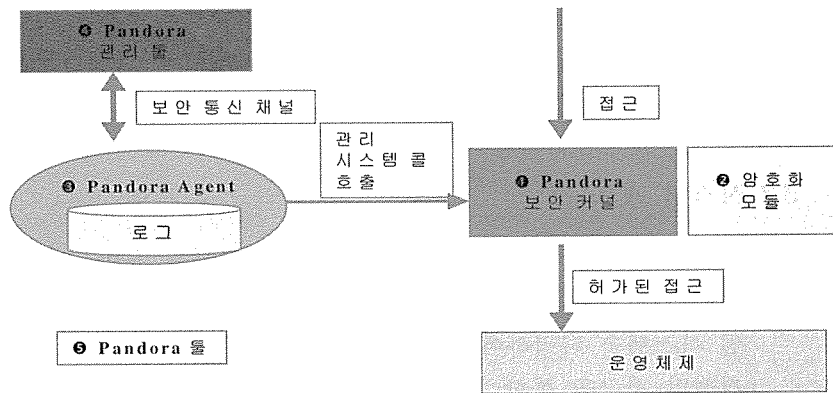 ❹ Pandora
관리 툴
보안 통신 채널
접근
관리
시스템 콜
호출
❸ Pandora Agent
로그
❶ Pandora
보안 커널
❷ 암호화
모듈
허가된 접근
❺ Pandora 툴
운영체제